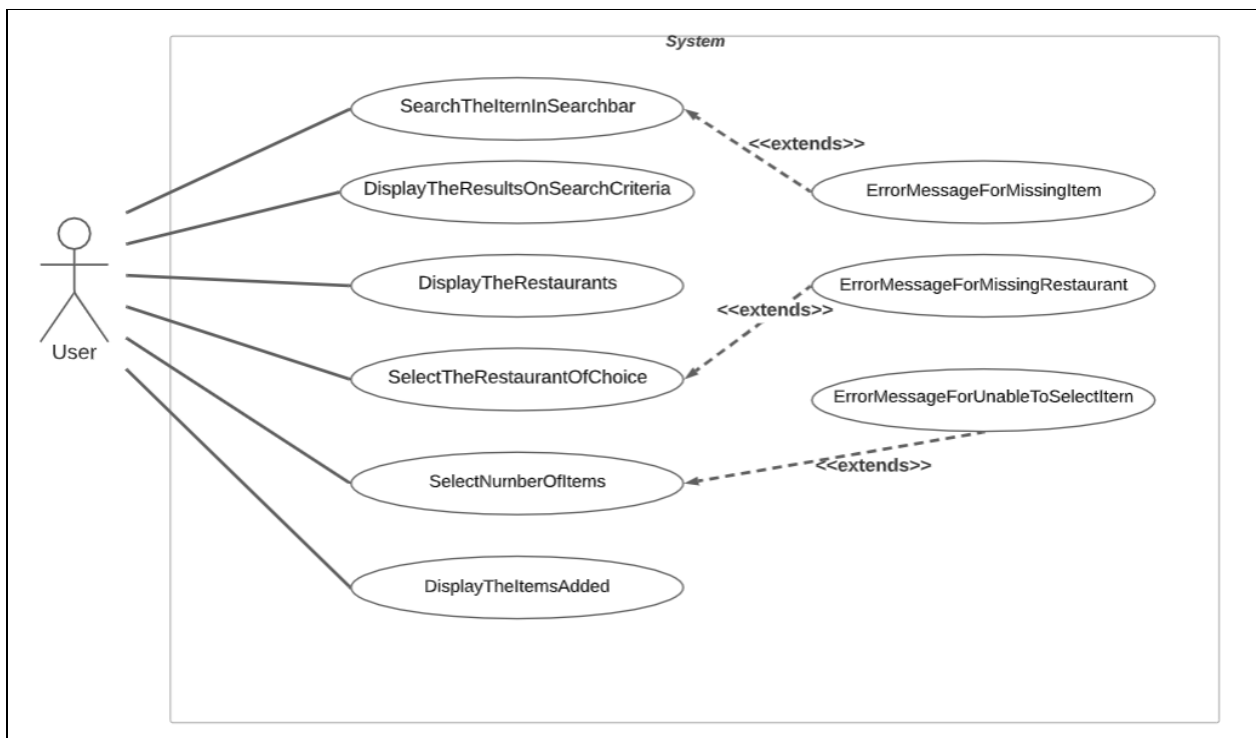 System
SearchTheItemInSearchbar
<<extends>>
DisplayTheResultsOnSearchCriteria
ErrorMessageForMissingItem
DisplayTheRestaurants
ErrorMessageForMissingRestaurant
<<extends>>
User
SelectTheRestaurantOfChoice
ErrorMessageForUnableToSelectItem
<<extends>>
SelectNumberOfItems
DisplayTheItemsAdded